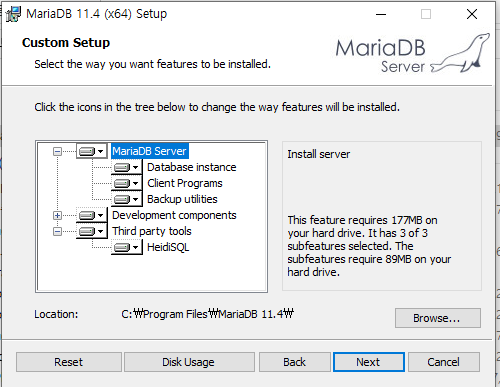 MariaDB 11.4 (x64) Setup
Custom Setup
Select the way you want features to be installed.
MariaDB
Server
Click the icons in the tree below to change the way features will be installed.
MariaDB Server
Database instance
Client Programs
Backup utilities
Development components
Third party tools
HeidiSQL
Install server
This feature requires 177MB on
your hard drive. It has 3 of 3
subfeatures selected. The
subfeatures require 89MB on your
hard drive.
Location: C:₩Program Files₩MariaDB 11.4₩
Browse...
Reset Disk Usage Back Next Cancel